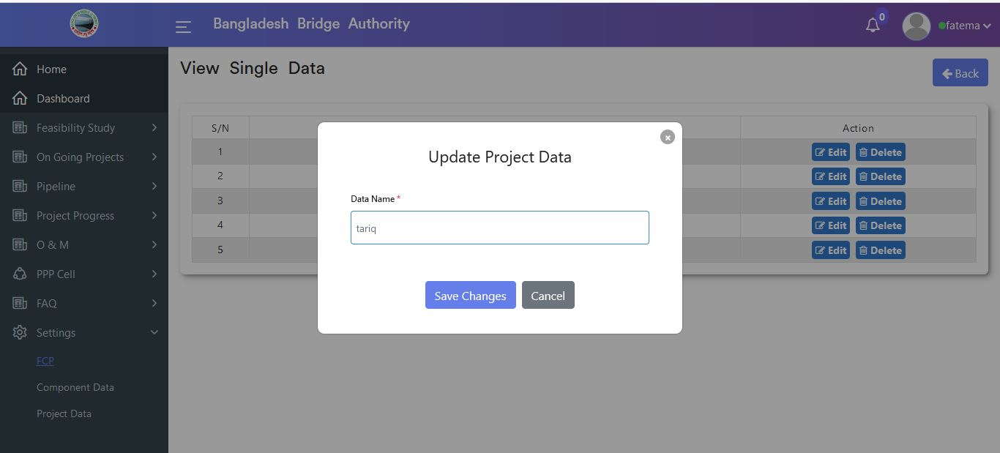 Bangladesh Bridge Authority
0
fatema
Home
Dashboard
Feasibility Study
On Going Projects
Pipeline
Project Progress
O & M
PPP Cell
FAQ
Settings
FCP
Component Data
Project Data
View Single Data
Back
S/N
Action
1
Edit Delete
2
Edit Delete
3
Edit Delete
4
Edit Delete
5
Edit Delete
Update Project Data
Data Name *
tariq
Save Changes
Cancel